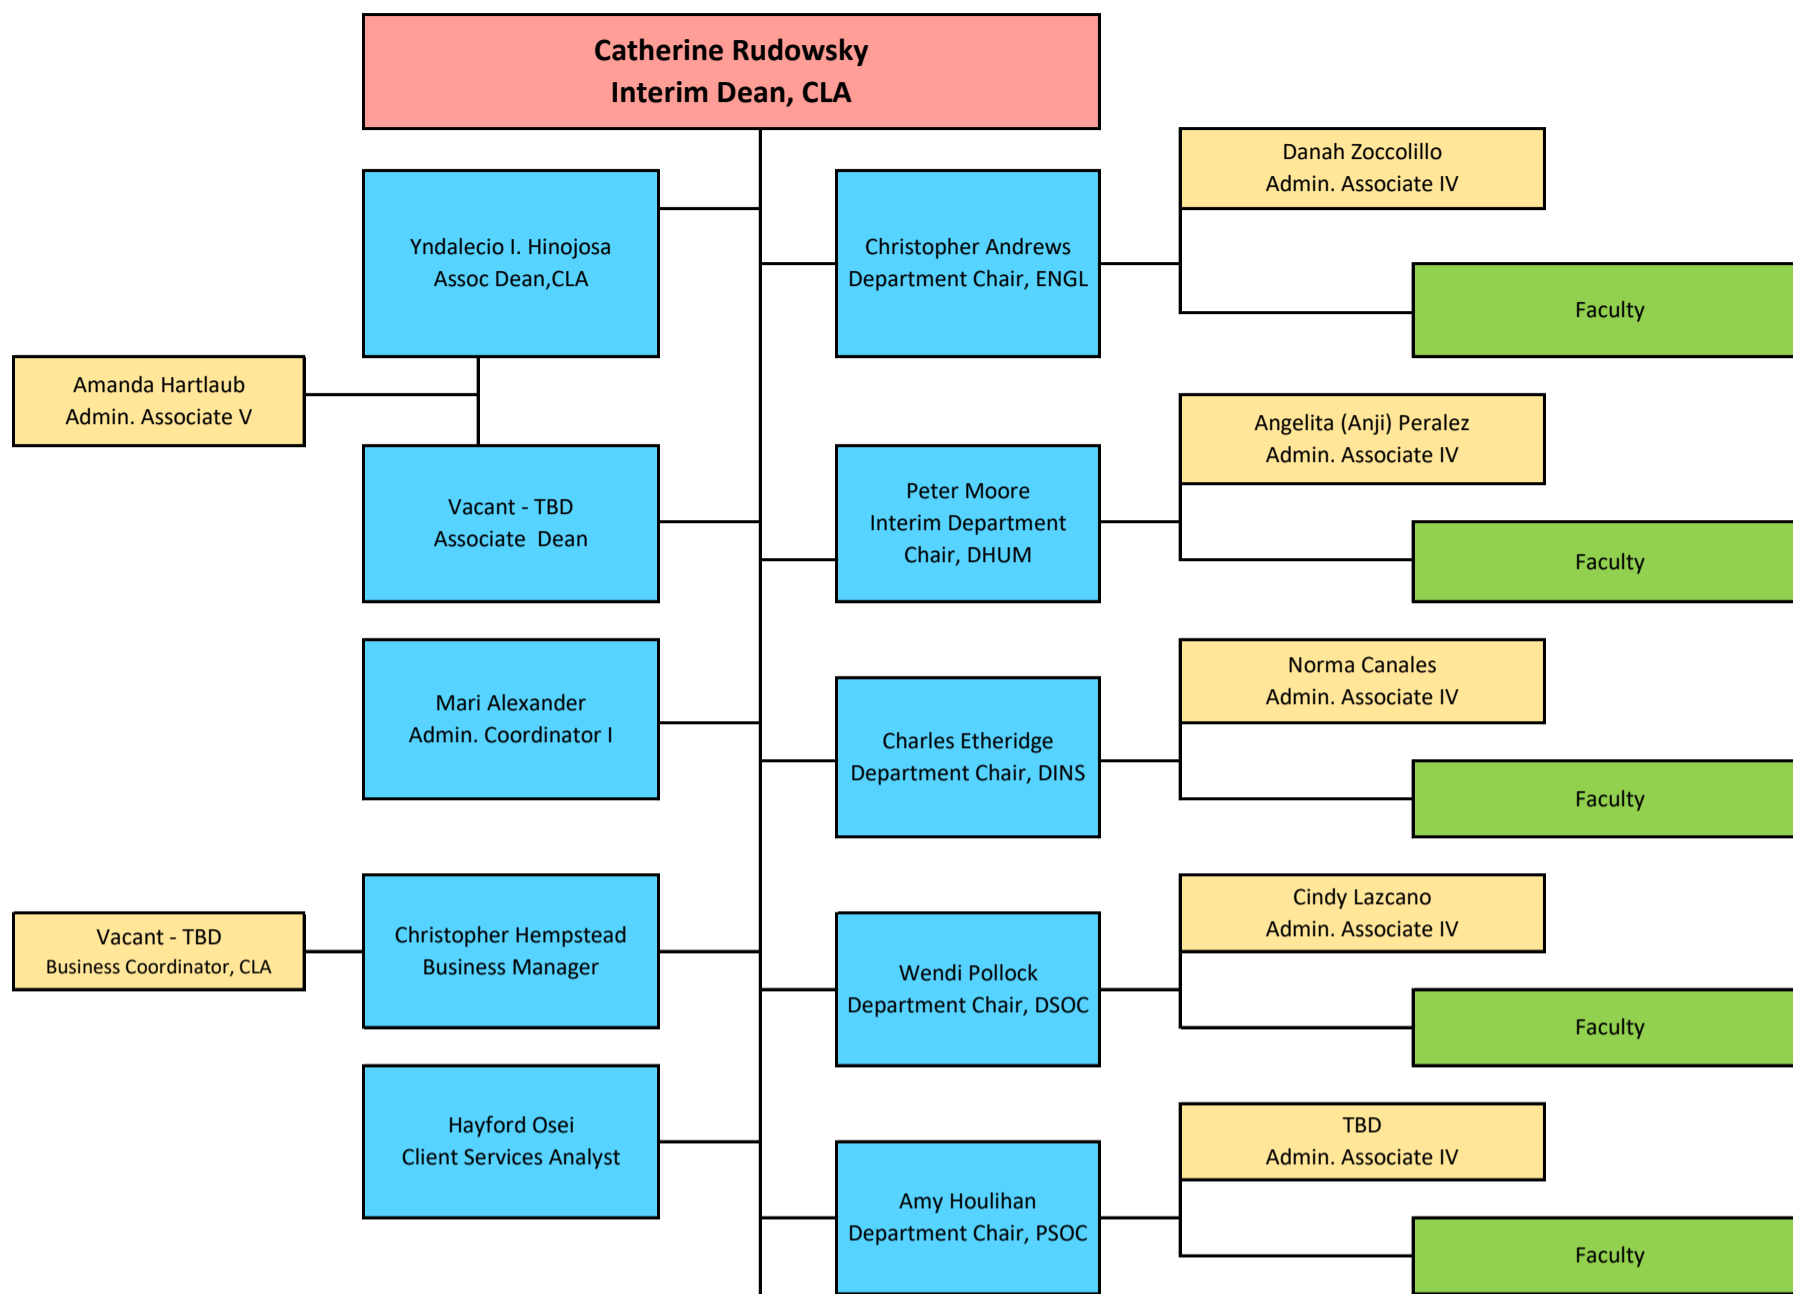 Catherine Rudowsky
Interim Dean, CLA
Danah Zoccolillo
Admin. Associate IV
Yndalecio I. Hinojosa
Assoc Dean,CLA
Christopher Andrews
Department Chair, ENGL
Faculty
Amanda Hartlaub
Admin. Associate V
Angelita (Anji) Peralez
Admin. Associate IV
Vacant - TBD
Associate  Dean
Peter Moore
Interim Department
Chair, DHUM
Faculty
Norma Canales
Admin. Associate IV
Mari Alexander
Admin. Coordinator I
Charles Etheridge
Department Chair, DINS
Faculty
Cindy Lazcano
Admin. Associate IV
Vacant - TBD
Business Coordinator, CLA
Christopher Hempstead
Business Manager
Wendi Pollock
Department Chair, DSOC
Faculty
Hayford Osei
Client Services Analyst
TBD
Admin. Associate IV
Amy Houlihan
Department Chair, PSOC
Faculty